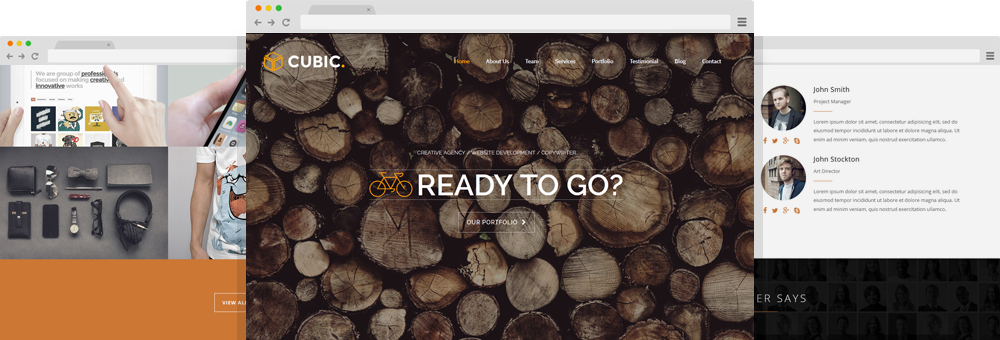 We are group of professionals
focused on making creative and
innovative works
VIEW AL
CUBIC.
Home About Us Team Services Portfolio Testimonial Blog Contact
CREATIVE AGENCY / WEBSITE DEVELOPMENT / COPYWRITER
READY TO GO?
OUR PORTFOLIO
John Smith
Project Manager
Lorem ipsum dolor sit amet, consectetur adipisicing elit, sed do
eiusmod tempor incididunt ut labore et dolore magna aliqua. Ut
enim ad minim veniam, quis nostrud exercitation ullamco.
John Stockton
Art Director
Lorem ipsum dolor sit amet, consectetur adipisicing elit, sed do
eiusmod tempor incididunt ut labore et dolore magna aliqua. Ut
enim ad minim veniam, quis nostrud exercitation ullamco.
ER SAYS